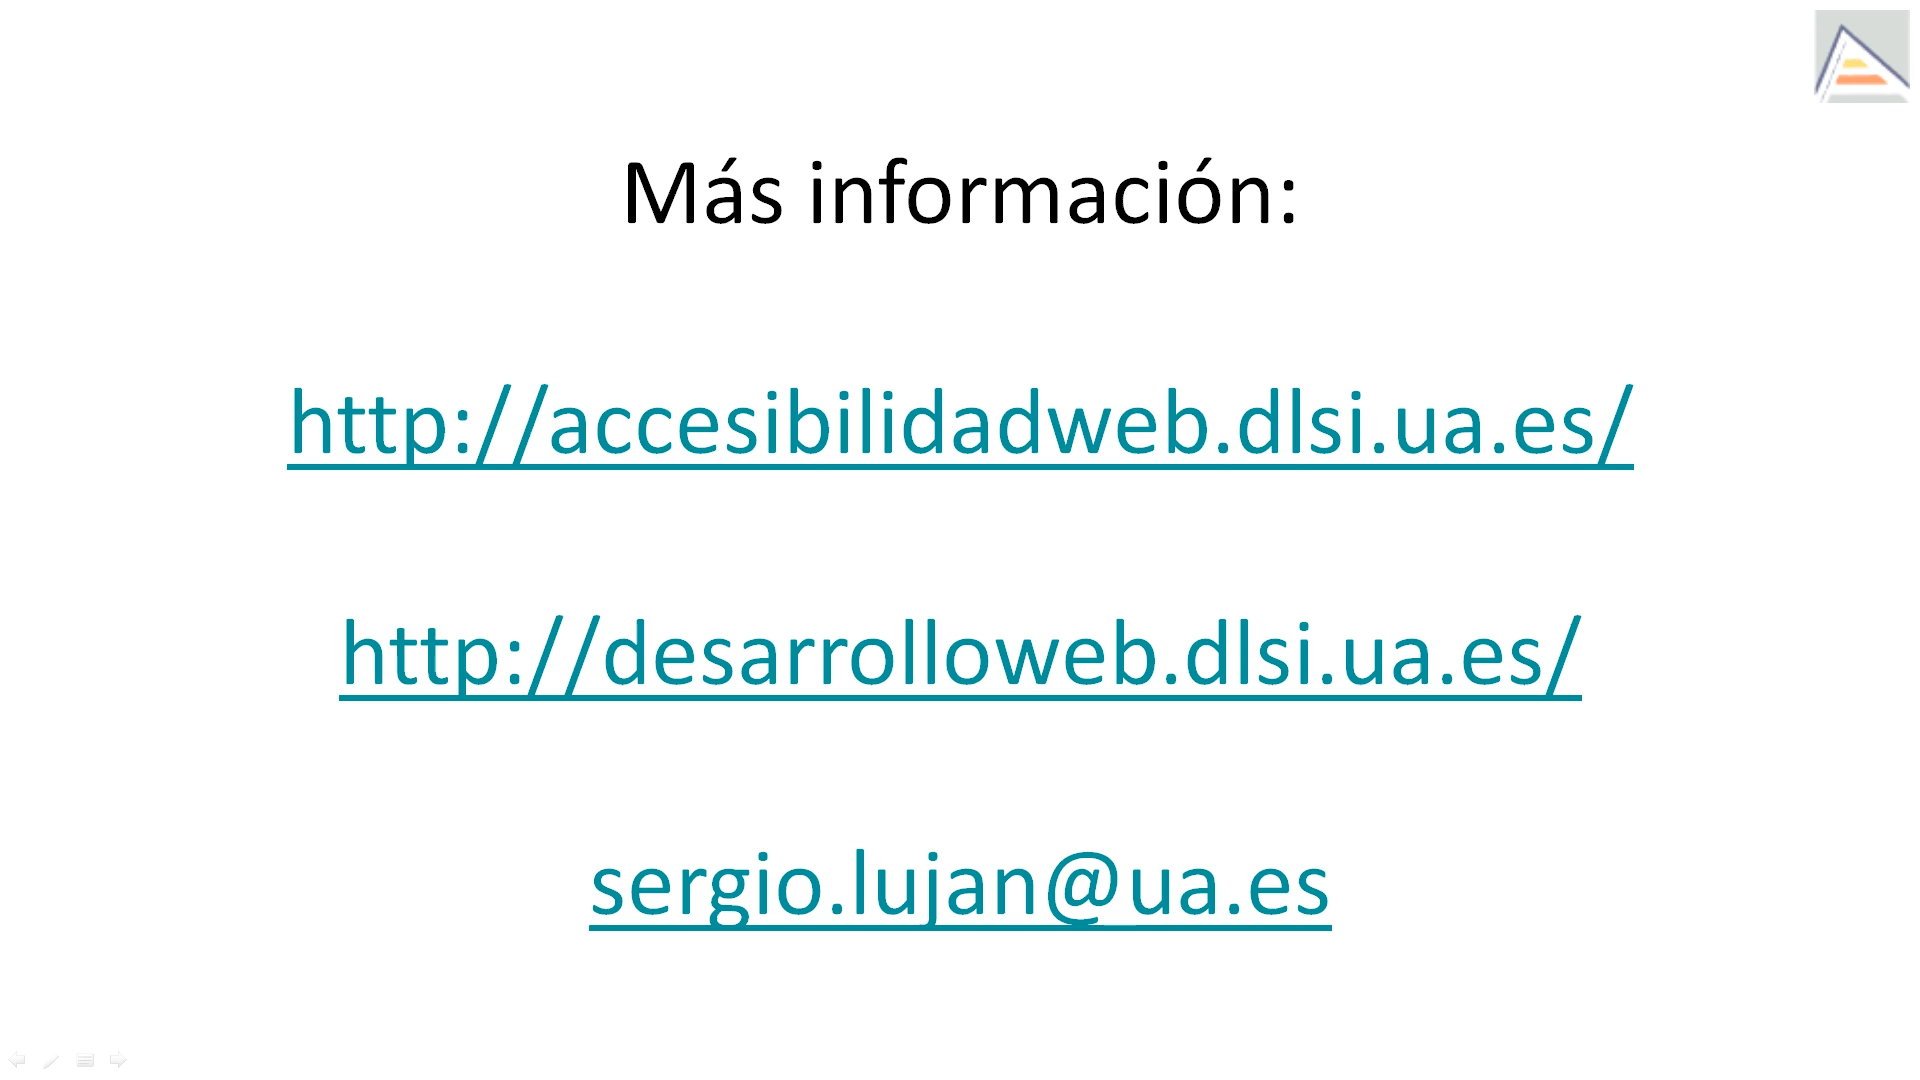 Más información:
http://accesibilidadweb.dlsi.ua.es/
http://desarrolloweb.dlsi.ua.es/
sergio.lujan@ua.es